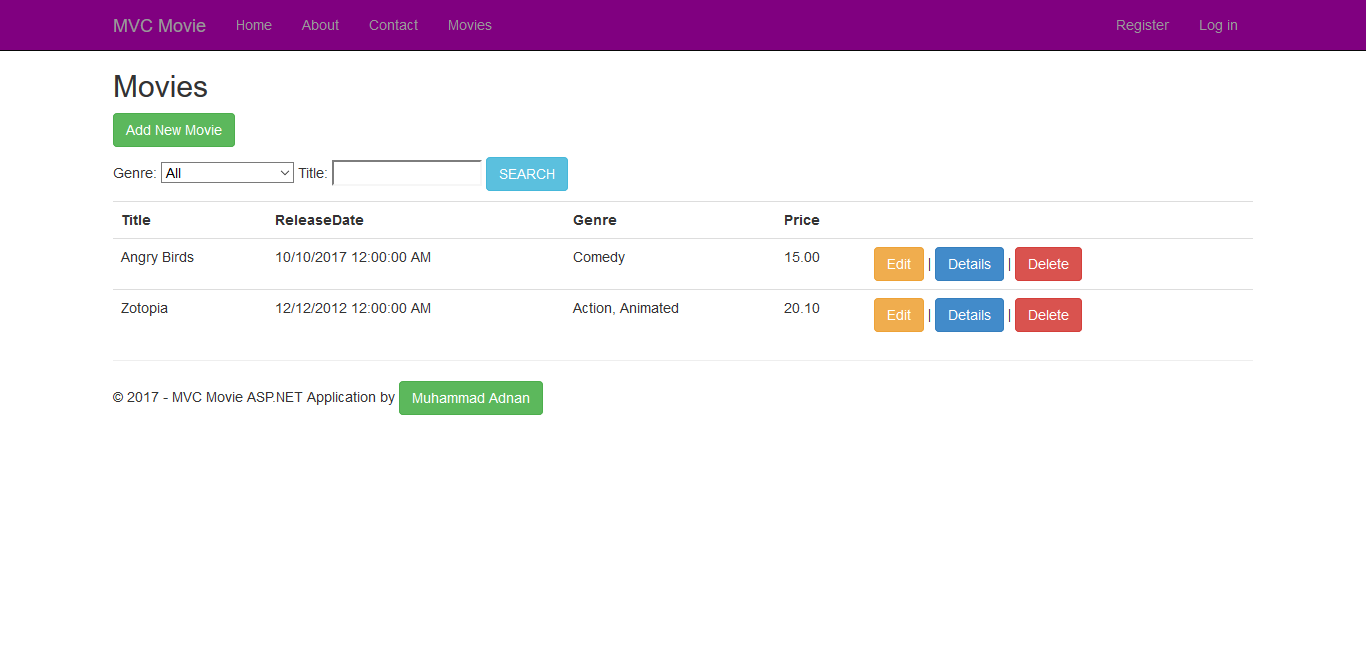 MVC Movie Home About Contact Movies Register Log in
Movies
Add New Movie
Genre: All Title: SEARCH
Title ReleaseDate Genre Price
Angry Birds 10/10/2017 12:00:00 AM Comedy 15.00 Edit | Details | Delete
Zotopia 12/12/2012 12:00:00 AM Action, Animated 20.10 Edit | Details | Delete
© 2017 - MVC Movie ASP.NET Application by Muhammad Adnan